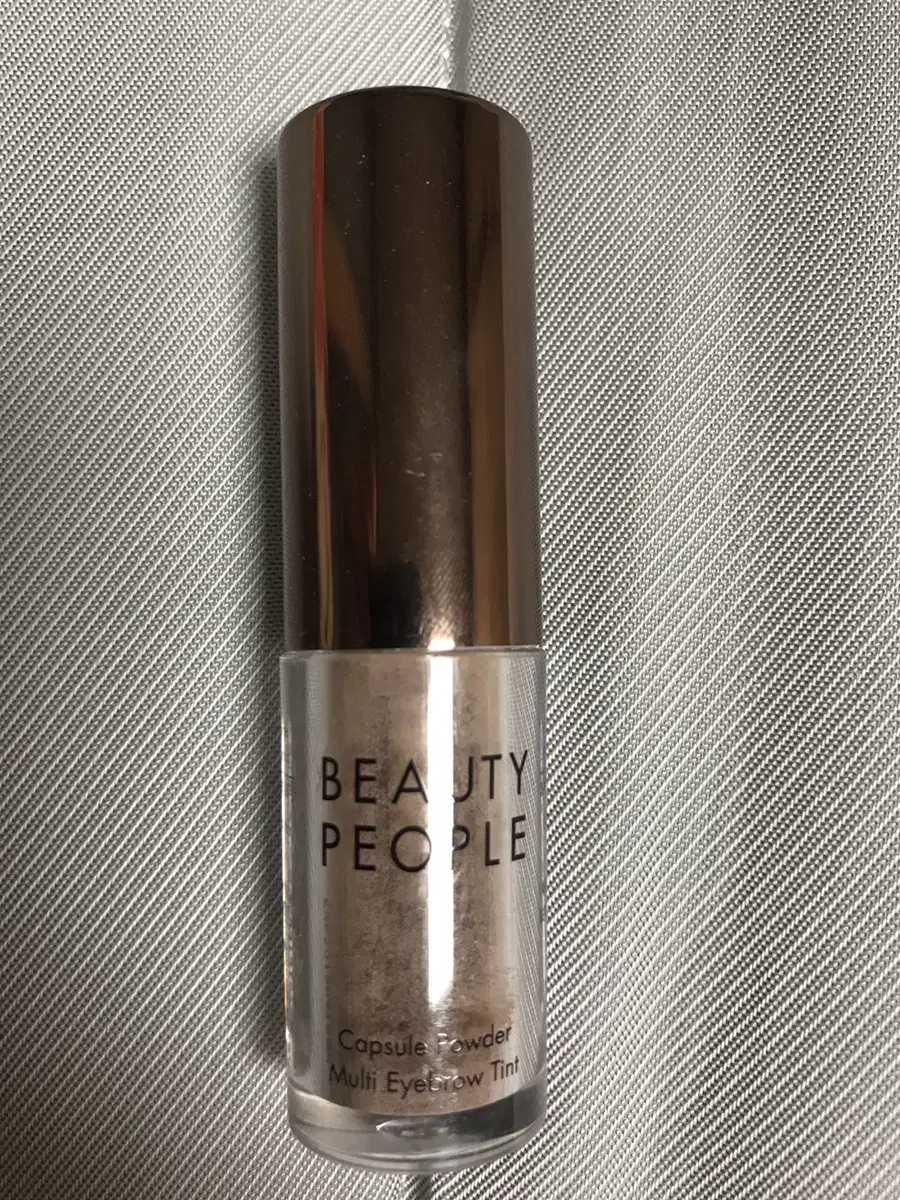 BEAUTY
PEOPLE
Capsule Powder
Multi Eyebrow Tint